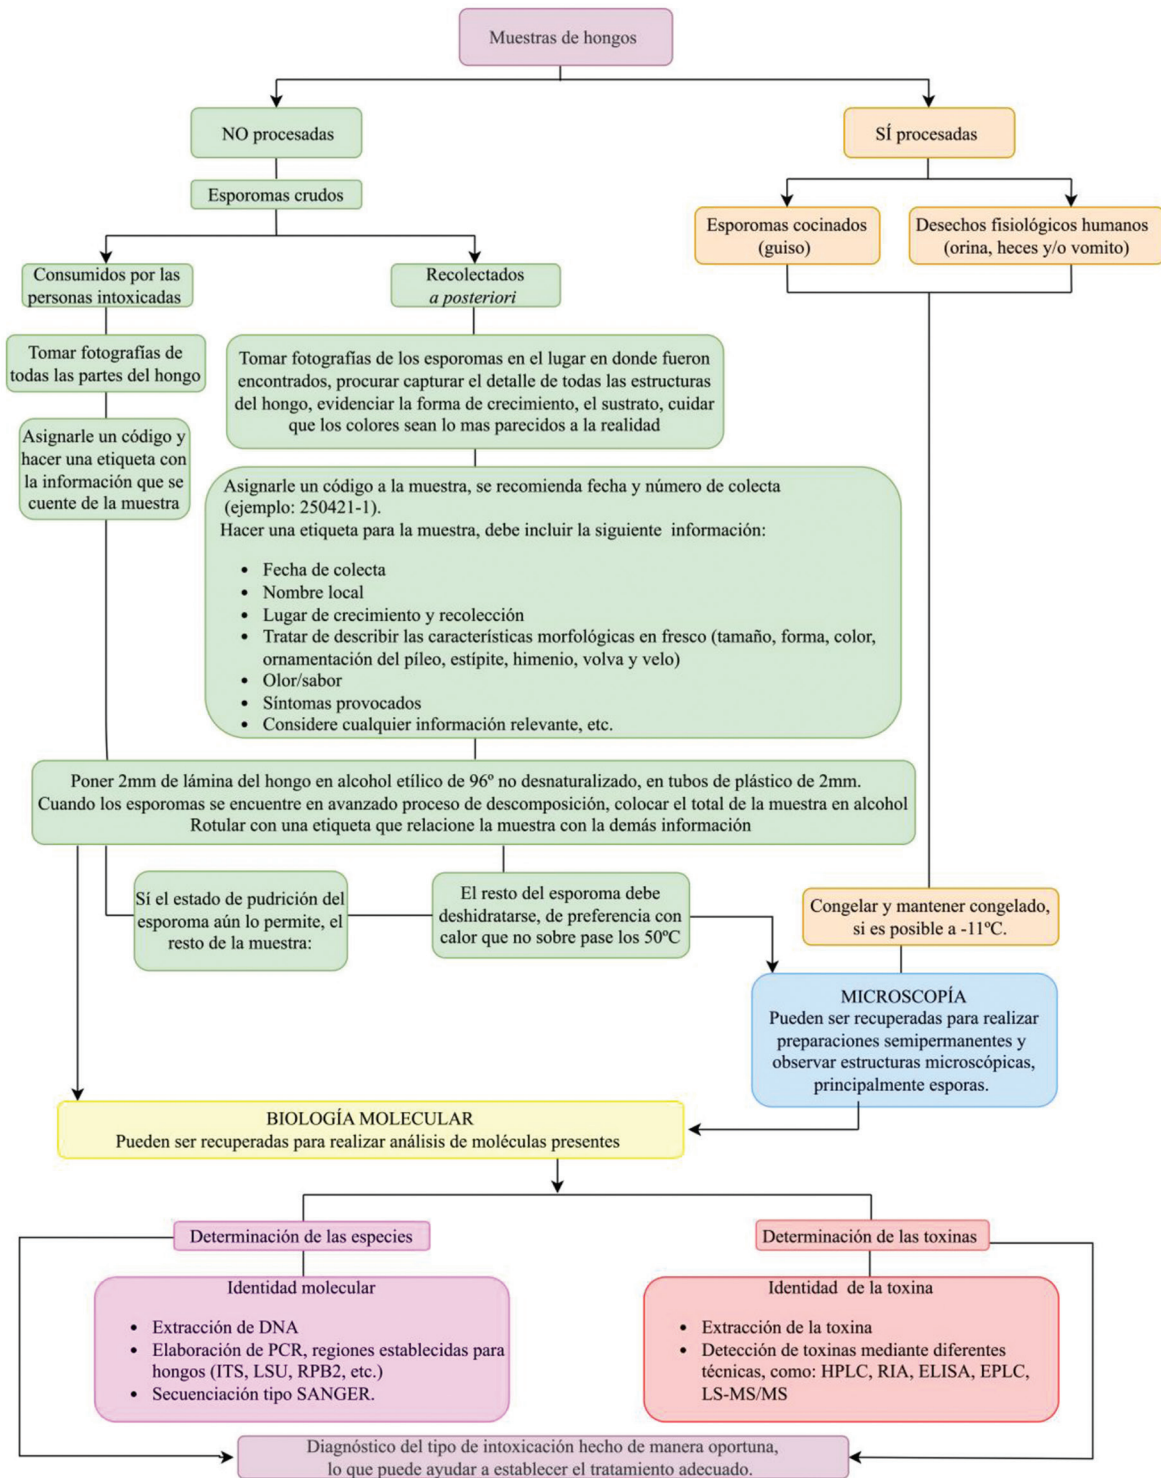 Muestras de hongos
NO procesadas
SÍ procesadas
Esporomas crudos
Esporomas cocinados
(guiso)
Desechos fisiológicos humanos
(orina, heces y/o vomito)
Consumidos por las
personas intoxicadas
Recolectados
a posteriori
Tomar fotografías de
todas las partes del hongo
Tomar fotografías de los esporomas en el lugar en donde fueron
encontrados, procurar capturar el detalle de todas las estructuras
del hongo, evidenciar la forma de crecimiento, el sustrato, cuidar
que los colores sean lo mas parecidos a la realidad
Asignarle un código y
hacer una etiqueta con
la información que se
cuente de la muestra
Asignarle un código a la muestra, se recomienda fecha y número de colecta
(ejemplo: 250421-1).
Hacer una etiqueta para la muestra, debe incluir la siguiente información:
• Fecha de colecta
• Nombre local
• Lugar de crecimiento y recolección
• Tratar de describir las características morfológicas en fresco (tamaño, forma, color,
ornamentación del píleo, estípite, himenio, volva y velo)
• Olor/sabor
• Síntomas provocados
• Considere cualquier información relevante, etc.
Poner 2mm de lámina del hongo en alcohol etílico de 96º no desnaturalizado, en tubos de plástico de 2mm.
Cuando los esporomas se encuentre en avanzado proceso de descomposición, colocar el total de la muestra en alcohol
Rotular con una etiqueta que relacione la muestra con la demás información
Sí el estado de pudrición del
esporoma aún lo permite, el
resto de la muestra:
El resto del esporoma debe
deshidratarse, de preferencia con
calor que no sobre pase los 50ºC
Congelar y mantener congelado,
si es posible a -11ºC.
MICROSCOPÍA
Pueden ser recuperadas para realizar
preparaciones semipermanentes y
observar estructuras microscópicas,
principalmente esporas.
BIOLOGÍA MOLECULAR
Pueden ser recuperadas para realizar análisis de moléculas presentes
Determinación de las especies
Determinación de las toxinas
Identidad molecular
• Extracción de DNA
• Elaboración de PCR, regiones establecidas para
hongos (ITS, LSU, RPB2, etc.)
• Secuenciación tipo SANGER.
Identidad de la toxina
• Extracción de la toxina
• Detección de toxinas mediante diferentes
técnicas, como: HPLC, RIA, ELISA, EPLC,
LS-MS/MS
Diagnóstico del tipo de intoxicación hecho de manera oportuna,
lo que puede ayudar a establecer el tratamiento adecuado.